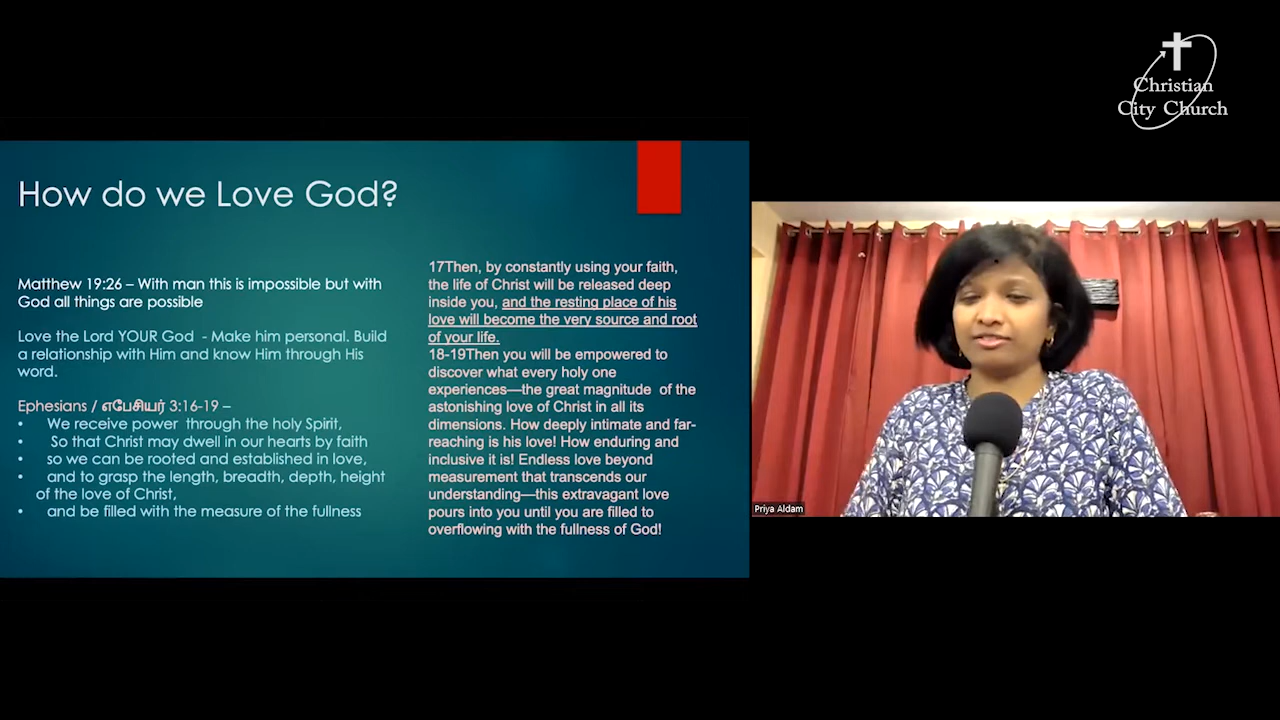 Christian
City Church
How do we Love God?
Matthew 19:26 – With man this is impossible but with
God all things are possible
Love the Lord YOUR God - Make him personal. Build
a relationship with Him and know Him through His
word.
Ephesians / எபேசியர் 3:16-19 –
• We receive power through the holy Spirit,
• So that Christ may dwell in our hearts by faith
• so we can be rooted and established in love,
• and to grasp the length, breadth, depth, height
of the love of Christ,
• and be filled with the measure of the fullness
17Then, by constantly using your faith,
the life of Christ will be released deep
inside you, and the resting place of his
love will become the very source and root
of your life.
18-19Then you will be empowered to
discover what every holy one
experiences—the great magnitude of the
astonishing love of Christ in all its
dimensions. How deeply intimate and far-
reaching is his love! How enduring and
inclusive it is! Endless love beyond
measurement that transcends our
understanding—this extravagant love
pours into you until you are filled to
overflowing with the fullness of God!
Priya Aldam